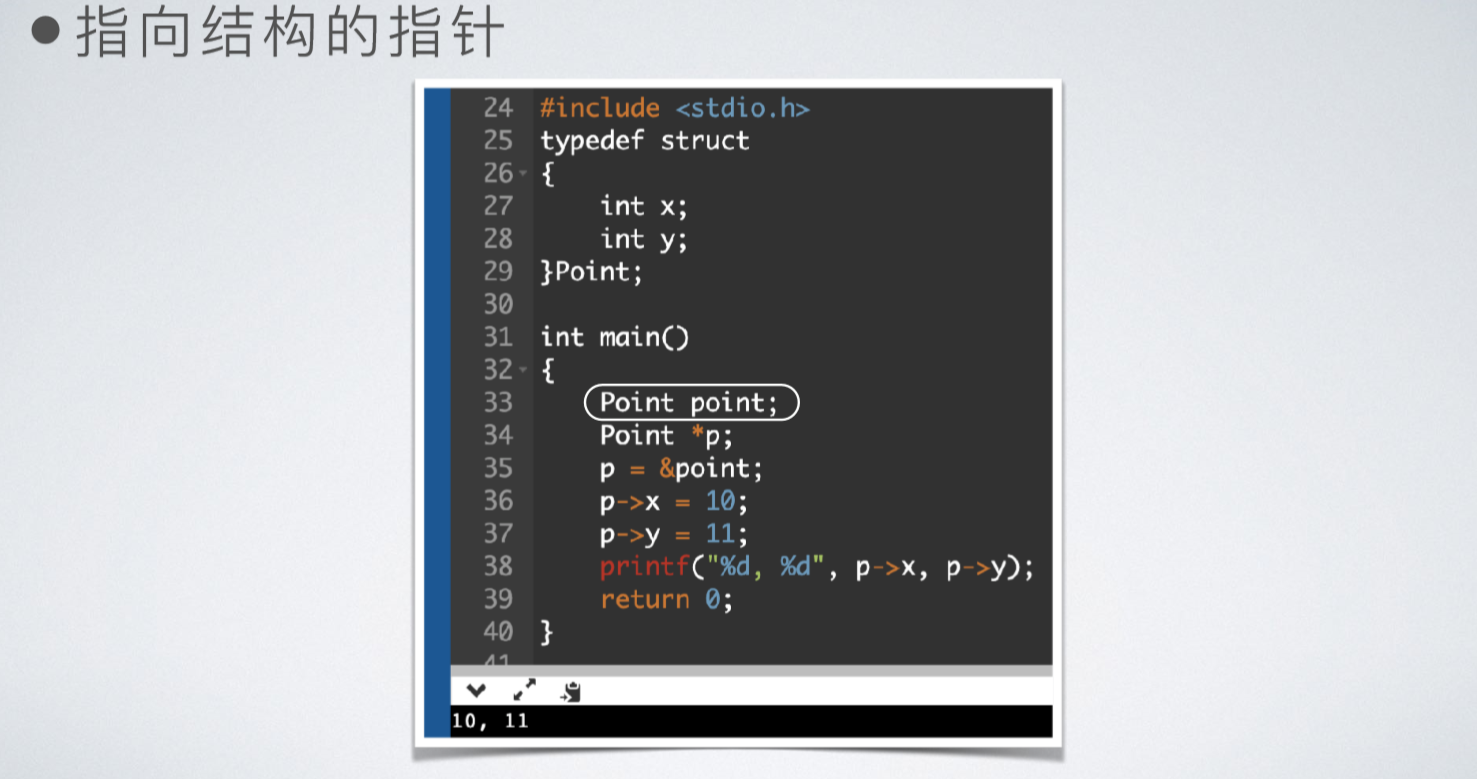 ●指向结构的指针
24 #include <stdio.h>
25 typedef struct
26 {
27     int x;
28     int y;
29 }Point;
30
31 int main()
32 {
33     Point point;
34     Point *p;
35     p = &point;
36     p->x = 10;
37     p->y = 11;
38     printf("%d, %d", p->x, p->y);
39     return 0;
40 }
41
10, 11